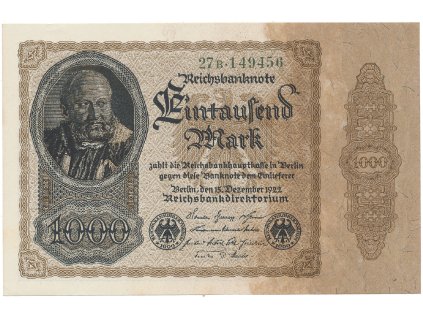 27B·149456
Reichsbanknote
Eintausend
Mark
zahlt die Reichsbankhauptkasse in Berlin
gegen diese Banknote dem Einlieferer
Berlin, den 15. Dezember 1922
Reichsbankdirektorium
1000
1000